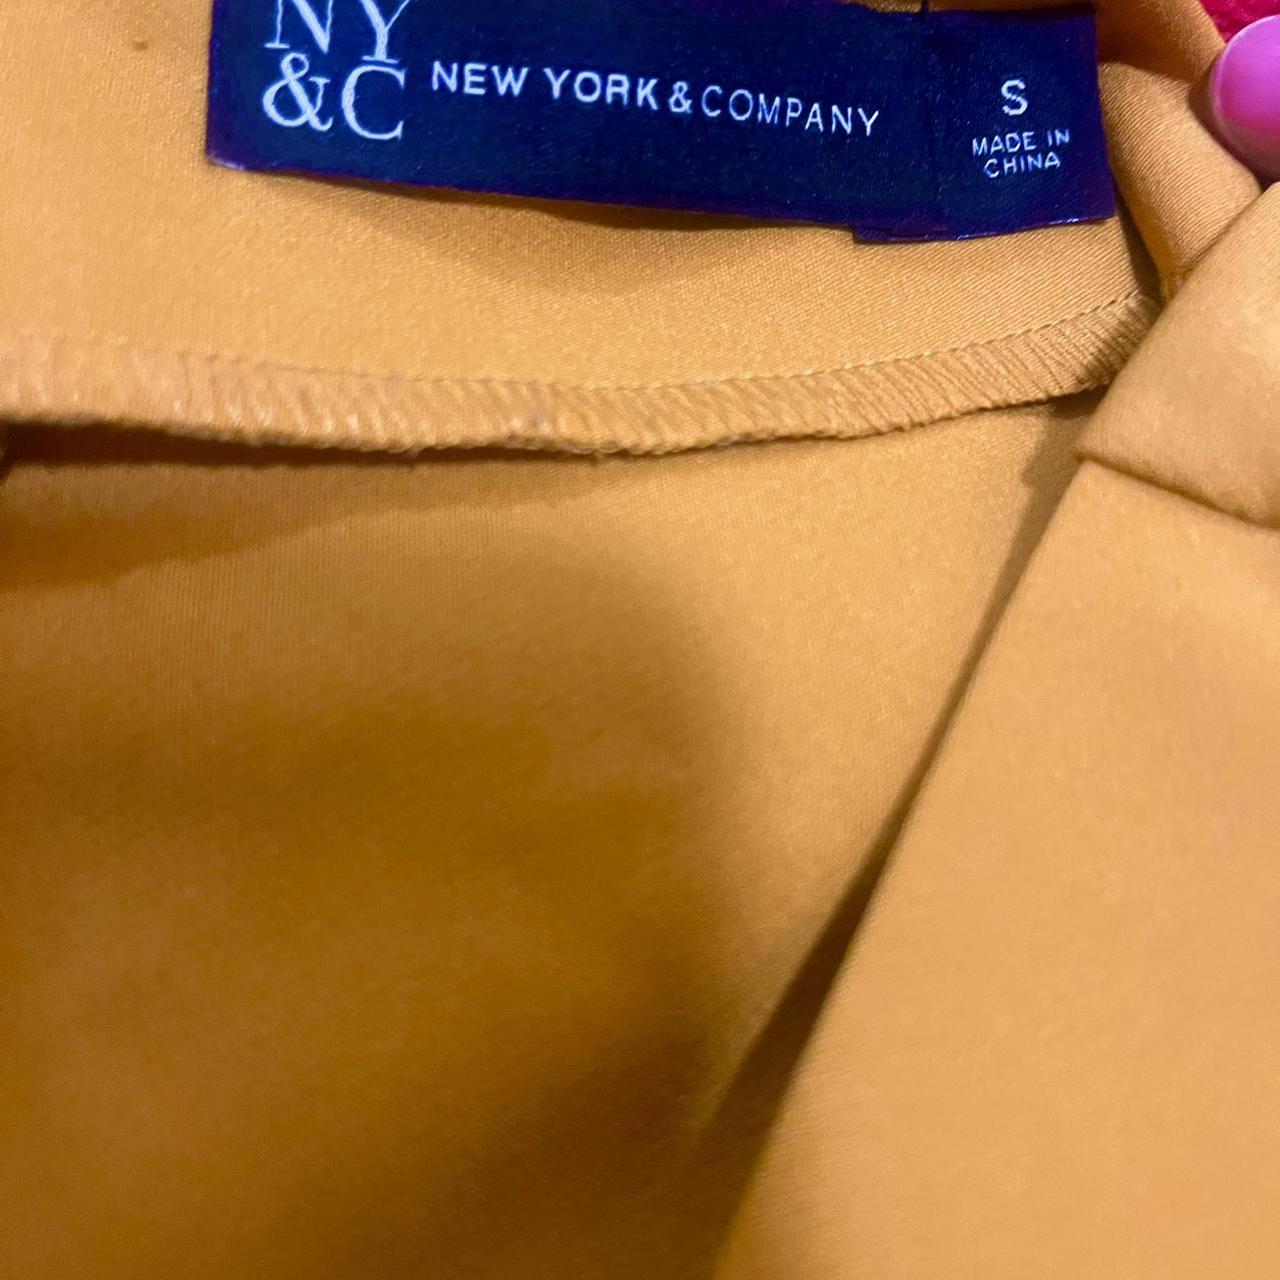 NY
&C
NEW YORK & COMPANY
S
MADE IN
CHINA